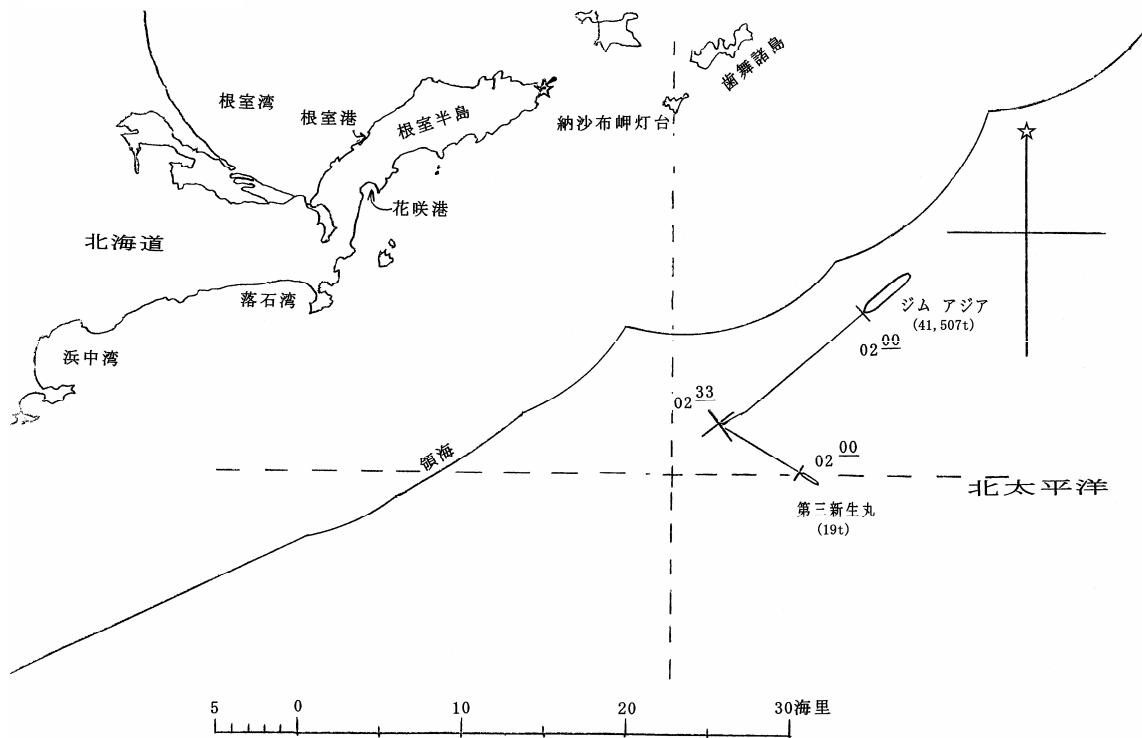 歯舞諸島
根室湾
根室港
根室半島
納沙布岬灯台
花咲港
北海道
落石湾
ジム アジア
(41,507t)
02 00
浜中湾
02 33
領海
02 00
北太平洋
第三新生丸
(19t)
5 0 10 20 30海里